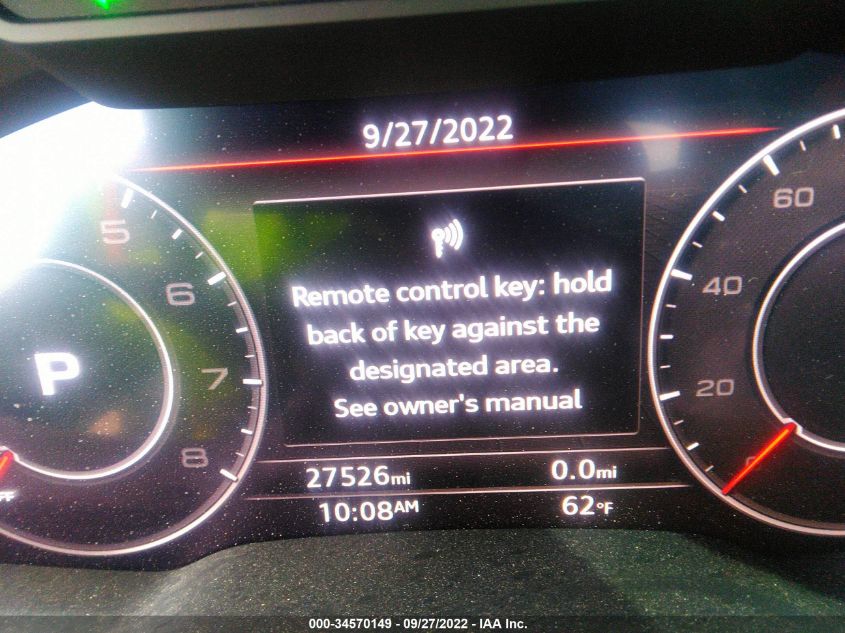 9/27/2022
5
6
7
8
P
60
40
20
Remote control key: hold
back of key against the
designated area.
See owner's manual
27526mi 0.0mi
10:08AM 62°F
000-34570149 - 09/27/2022 - IAA Inc.